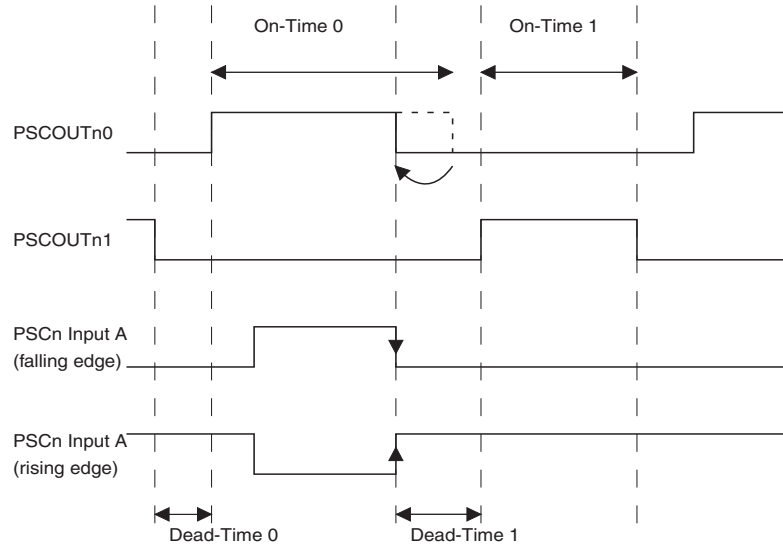 On-Time 0
On-Time 1
PSCOUTn0
PSCOUTn1
PSCn Input A
(falling edge)
PSCn Input A
(rising edge)
Dead-Time 0
Dead-Time 1